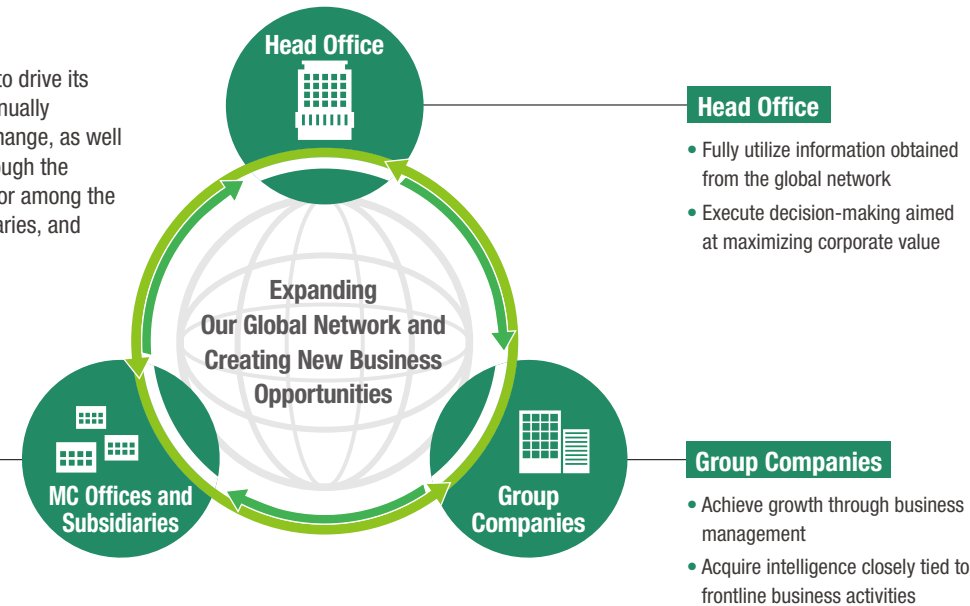 to drive its
nually
hange, as well
ough the
or among the
aries, and
Head Office
Head Office
• Fully utilize information obtained
from the global network
• Execute decision-making aimed
at maximizing corporate value
Expanding
Our Global Network and
Creating New Business
Opportunities
MC Offices and
Subsidiaries
Group
Companies
Group Companies
• Achieve growth through business
management
• Acquire intelligence closely tied to
frontline business activities